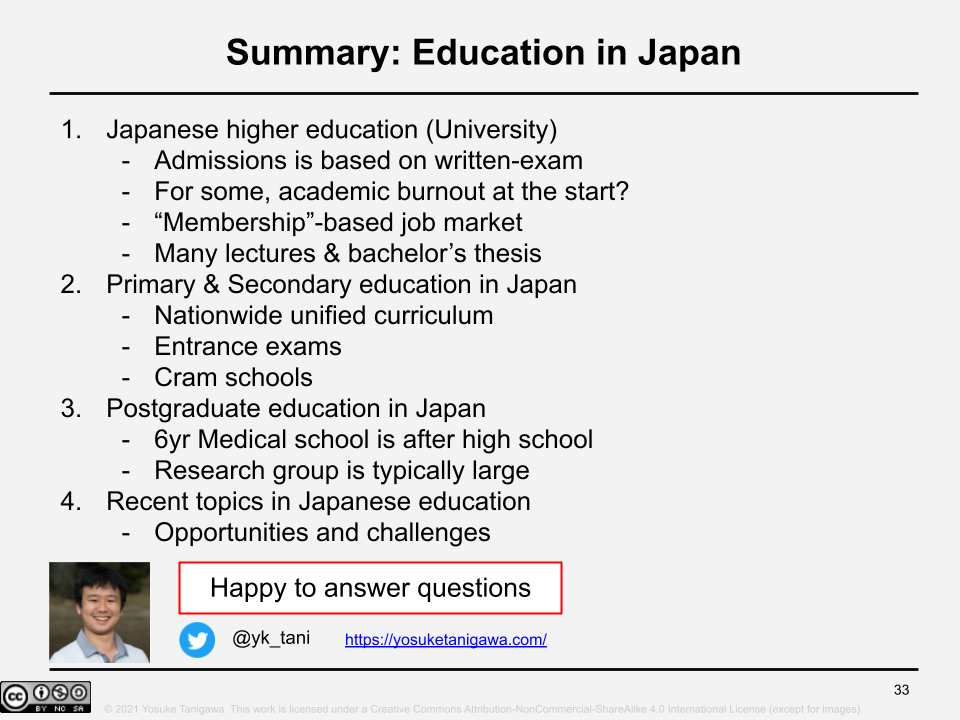 Summary: Education in Japan
1. Japanese higher education (University)
- Admissions is based on written-exam
- For some, academic burnout at the start?
- “Membership”-based job market
- Many lectures & bachelor’s thesis
2. Primary & Secondary education in Japan
- Nationwide unified curriculum
- Entrance exams
- Cram schools
3. Postgraduate education in Japan
- 6yr Medical school is after high school
- Research group is typically large
4. Recent topics in Japanese education
- Opportunities and challenges
Happy to answer questions
@yk_tani https://yosuketanigawa.com/
33
cc BY NC SA
© 2021 Yosuke Tanigawa This work is licensed under a Creative Commons Attribution-NonCommercial-ShareAlike 4.0 International License (except for images).